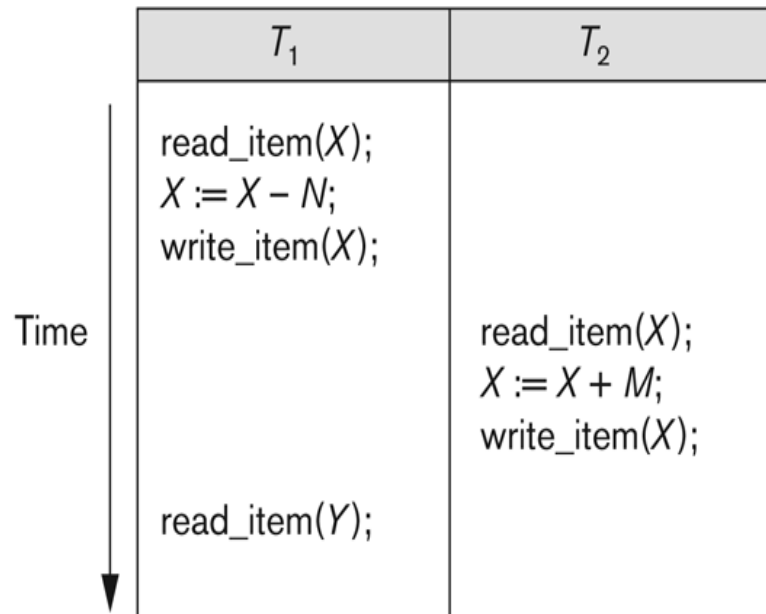 T₁ T₂
read_item(X);
X := X – N;
write_item(X);
Time
read_item(X);
X := X + M;
write_item(X);
read_item(Y);